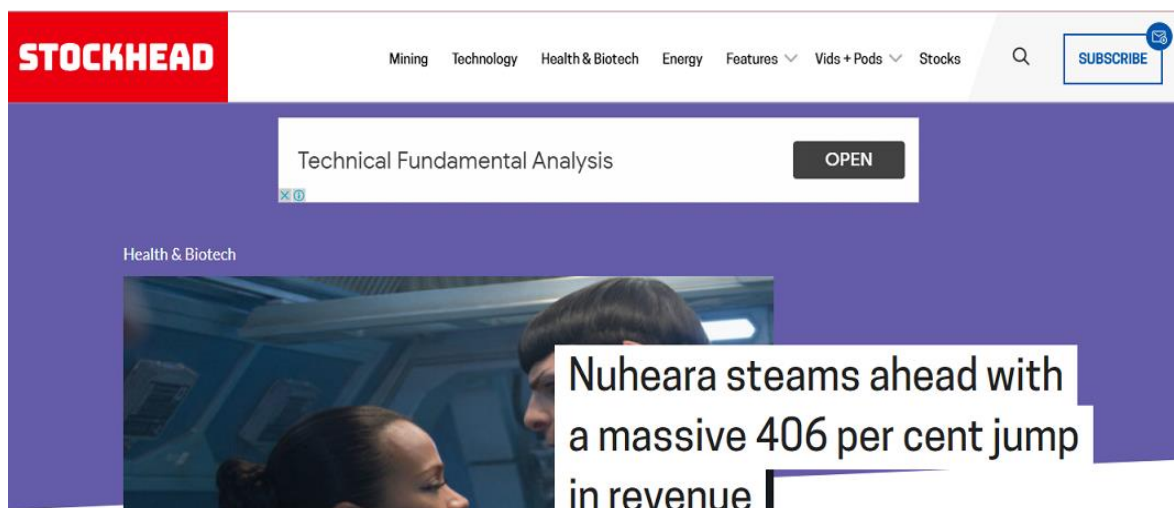 STOCKHEAD
Mining Technology Health & Biotech Energy Features Vids + Pods Stocks
SUBSCRIBE
Technical Fundamental Analysis
OPEN
Health & Biotech
Nuheara steams ahead with
a massive 406 per cent jump
in revenue